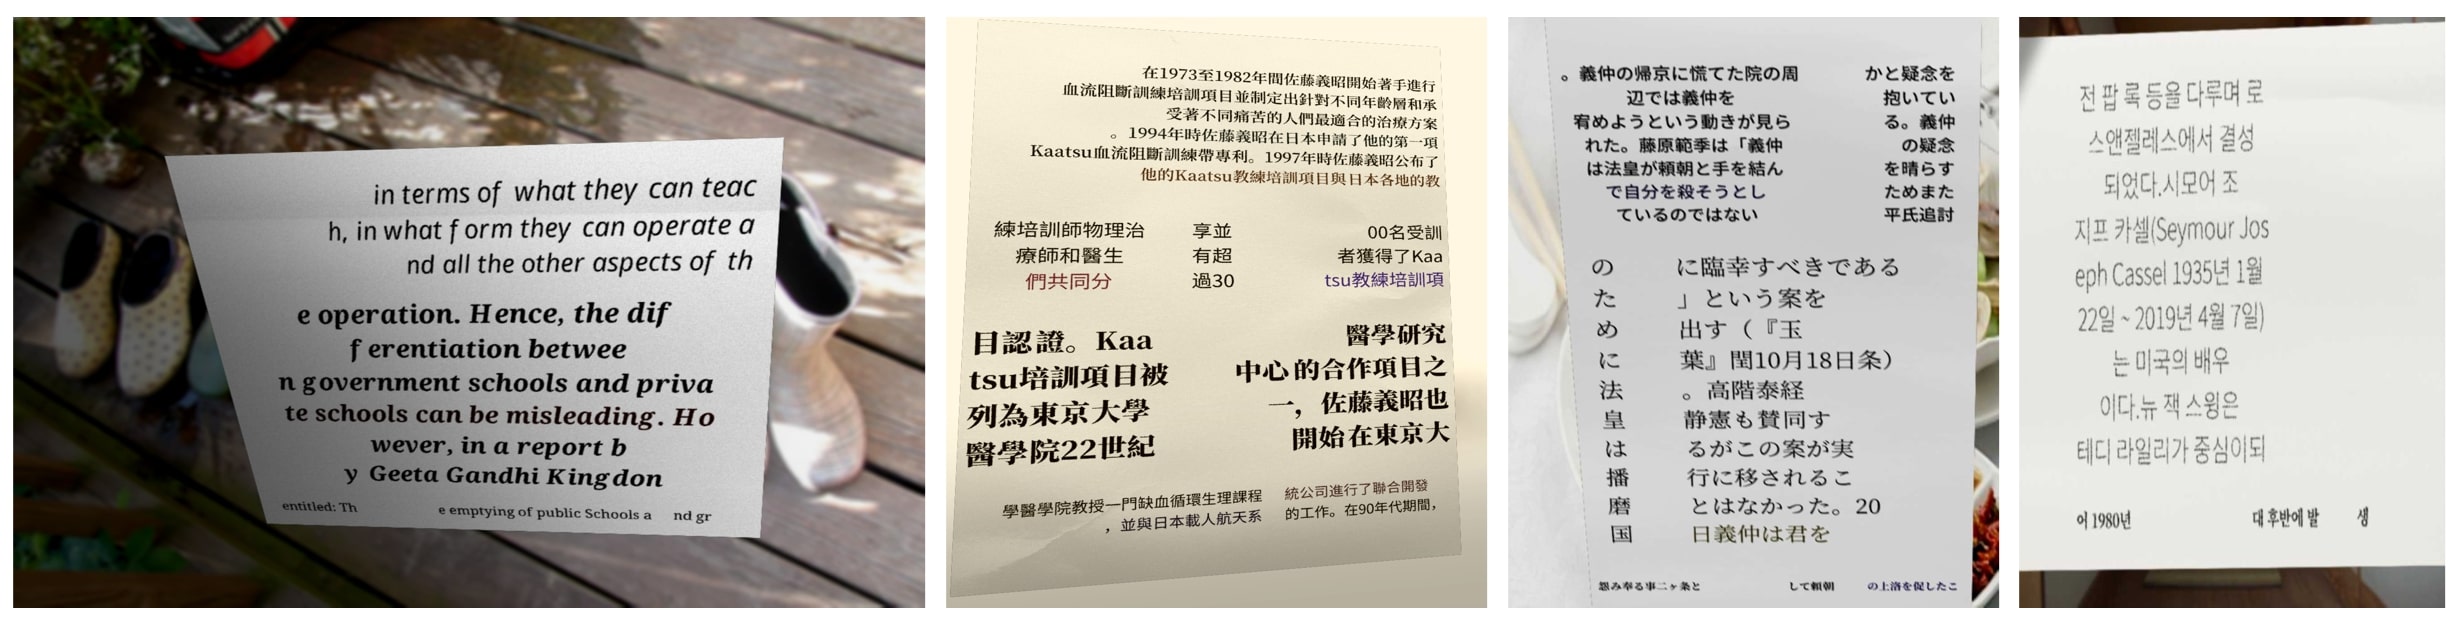 in terms of what they can teac
h, in what form they can operate a
nd all the other aspects of th
e operation. Hence, the dif
ferentiation betwee
n government schools and priva
te schools can be misleading. Ho
wever, in a report b
y Geeta Gandhi Kingdon
entitled: Th
e emptying of public Schools a
nd gr
在1973至1982年間佐藤義昭開始著手進行
血流阻斷訓練培訓項目並制定出針對不同年齡層和承
受著不同痛苦的人們最適合的治療方案
。1994年時佐藤義昭在日本申請了他的第一項
Kaatsu血流阻斷訓練帶專利。1997年時佐藤義昭公布了
他的Kaatsu教練培訓項目與日本各地的教
練培訓師物理治
療師和醫生
們共同分
享並
有超
過30
00名受訓
者獲得了Kaa
tsu教練培訓項
目認證。Kaa
tsu培訓項目被
列為東京大學
醫學院22世紀
醫學研究
中心的合作項目之
一，佐藤義昭也
開始在東京大
學醫學院教授一門缺血循環生理課程
，並與日本載人航天系
統公司進行了聯合開發
的工作。在90年代期間，
。義仲の帰京に慌てた院の周
辺では義仲を
宥めようという動きが見ら
れた。藤原範季は「義仲
は法皇が頼朝と手を結ん
で自分を殺そうとし
ているのではない
かと疑念を
抱いてい
る。義仲
の疑念
を晴らす
ためまた
平氏追討
の
た
め
に
法
皇
は
播
磨
国
に臨幸すべきである
」という案を
出す（『玉
葉』閏10月18日条）
。高階泰経
静憲も賛同す
るがこの案が実
行に移されるこ
とはなかった。20
日義仲は君を
怨み奉る事二ヶ条と
して頼朝
の上洛を促したこ
전 팝 록 등을 다루며 로
스앤젤레스에서 결성
되었다.시모어 조
지프 카셀(Seymour Jos
eph Cassel 1935년 1월
22일 ~ 2019년 4월 7일)
는 미국의 배우
이다.뉴 잭 스윙은
테디 라일리가 중심이되
어 1980년
대 후반에 발
생